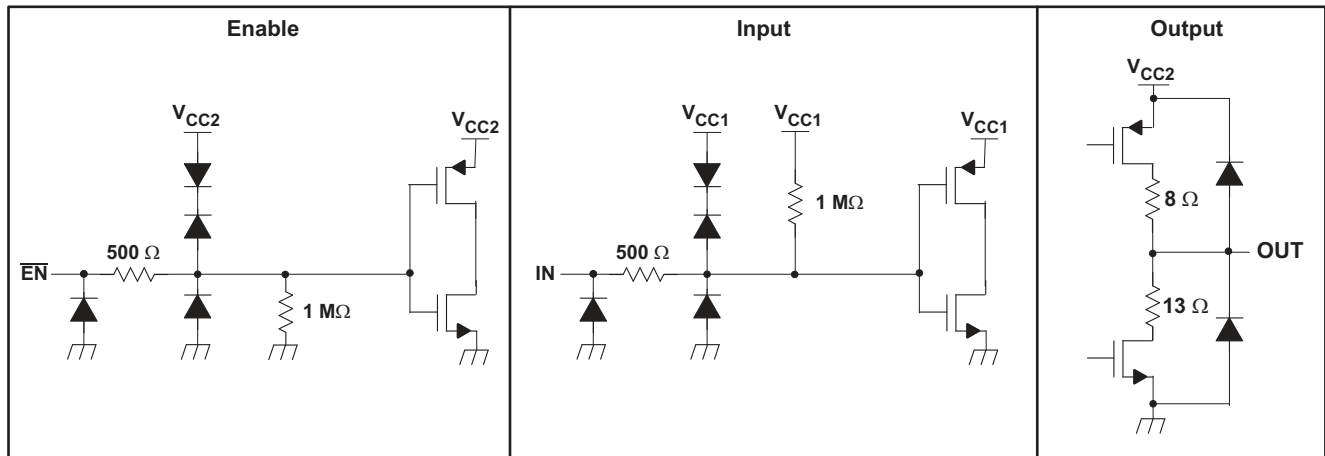 Enable
V_CC2
V_CC2
500 Ω
E̅N̅
1 MΩ
Input
V_CC1
V_CC1
V_CC1
1 MΩ
500 Ω
IN
Output
V_CC2
8 Ω
OUT
13 Ω